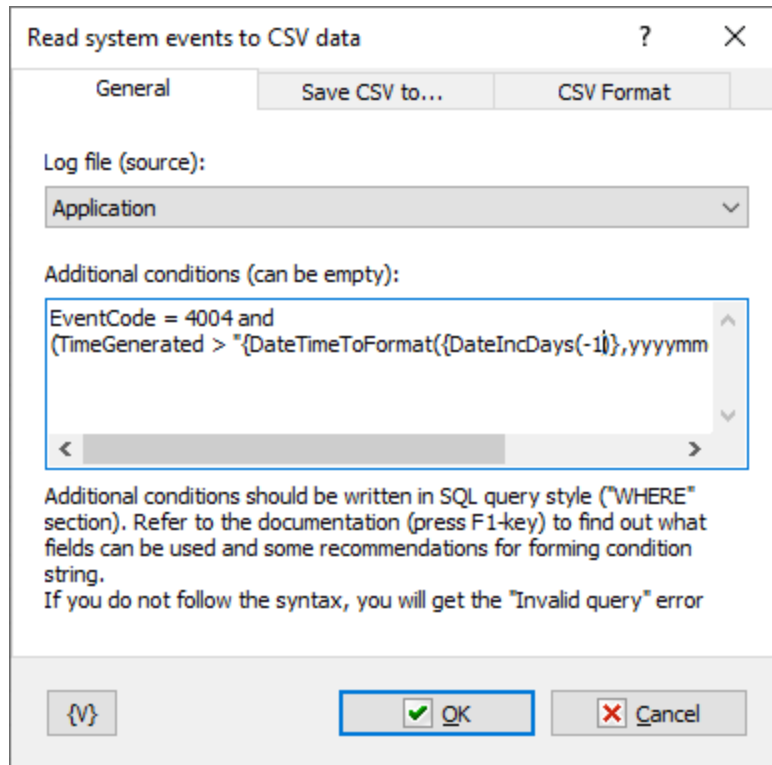 Read system events to CSV data
?
General
Save CSV to...
CSV Format
Log file (source):
Application
Additional conditions (can be empty):
EventCode = 4004 and
(TimeGenerated > "{DateTimeToFormat({DateIncDays(-1)},yyyymm
Additional conditions should be written in SQL query style ("WHERE"
section). Refer to the documentation (press F1-key) to find out what
fields can be used and some recommendations for forming condition
string.
If you do not follow the syntax, you will get the "Invalid query" error
{V}
OK
Cancel